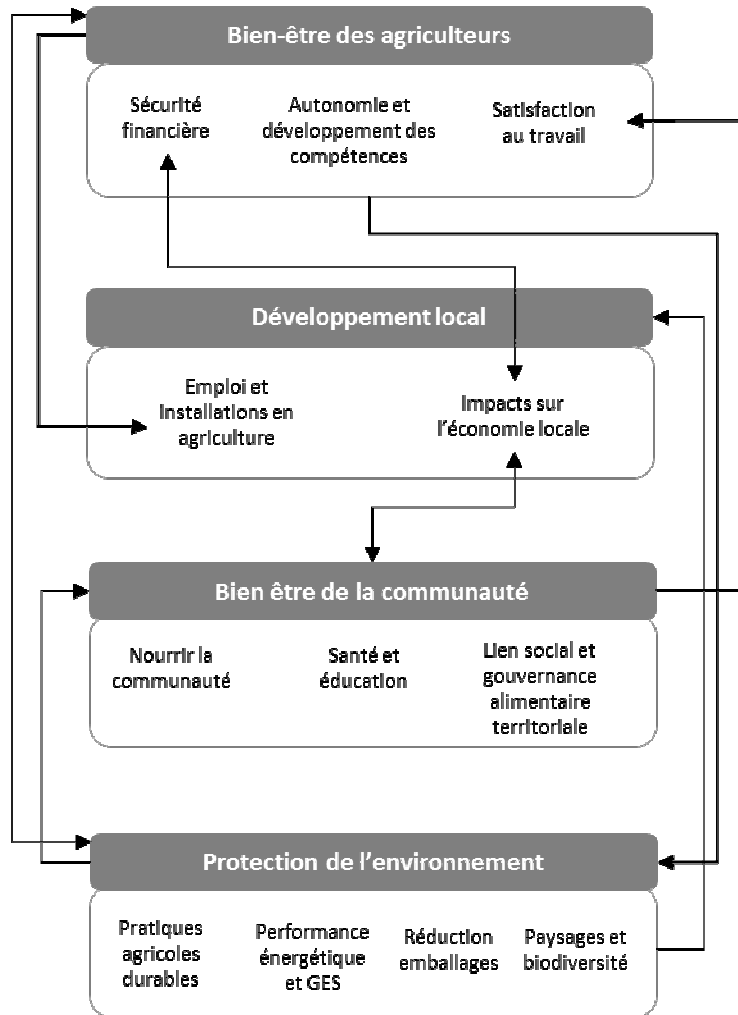 Bien-être des agriculteurs
Sécurité
financière
Autonomie et
développement des
compétences
Satisfaction
au travail
Développement local
Emploi et
Installations en
agriculture
Impacts sur
l'économie locale
Bien être de la communauté
Nourrir la
communauté
Santé et
éducation
Lien social et
gouvernance
alimentaire
territoriale
Protection de l'environnement
Pratiques
agricoles
durables
Performance
énergétique
et GES
Réduction
emballages
Paysages et
biodiversité